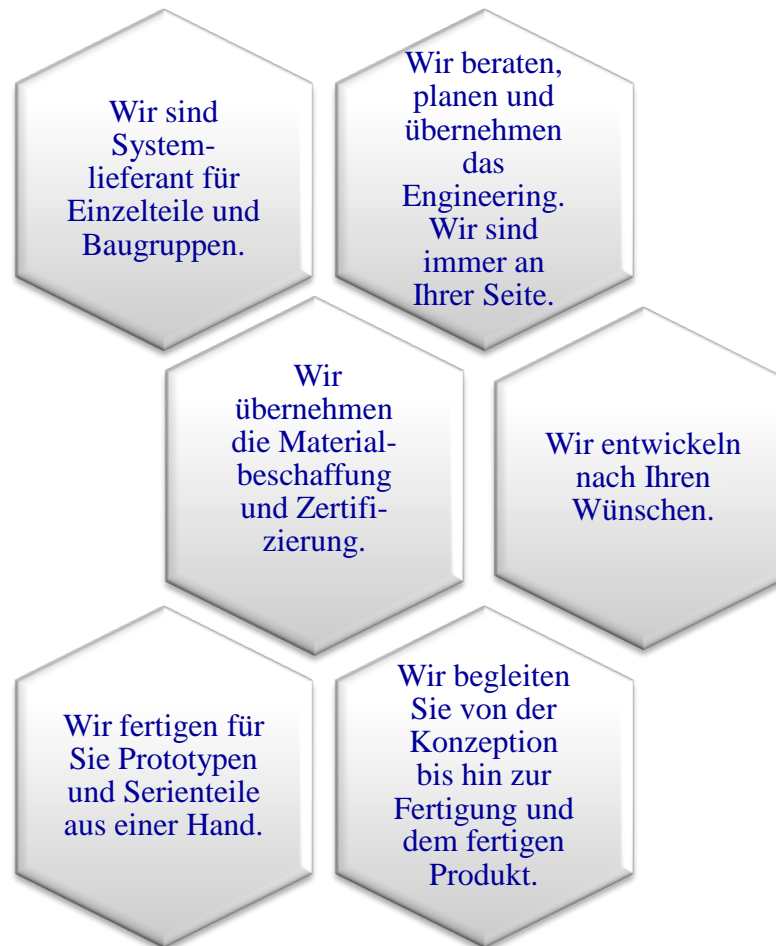 Wir sind
System-
lieferant für
Einzelteile und
Baugruppen.
Wir beraten,
planen und
übernehmen
das
Engineering.
Wir sind
immer an
Ihrer Seite.
Wir
übernehmen
die Material-
beschaffung
und Zertifi-
zierung.
Wir entwickeln
nach Ihren
Wünschen.
Wir fertigen für
Sie Prototypen
und Serienteile
aus einer Hand.
Wir begleiten
Sie von der
Konzeption
bis hin zur
Fertigung und
dem fertigen
Produkt.